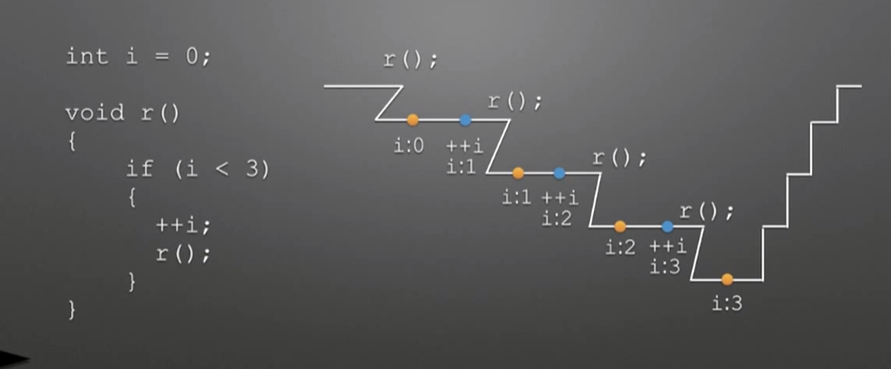 int i = 0;
void r()
{
if (i < 3)
{
++i;
r();
}
}
r();
r();
i:0 ++i
i:1
r();
i:1 ++i
i:2
r();
i:2 ++i
i:3
i:3